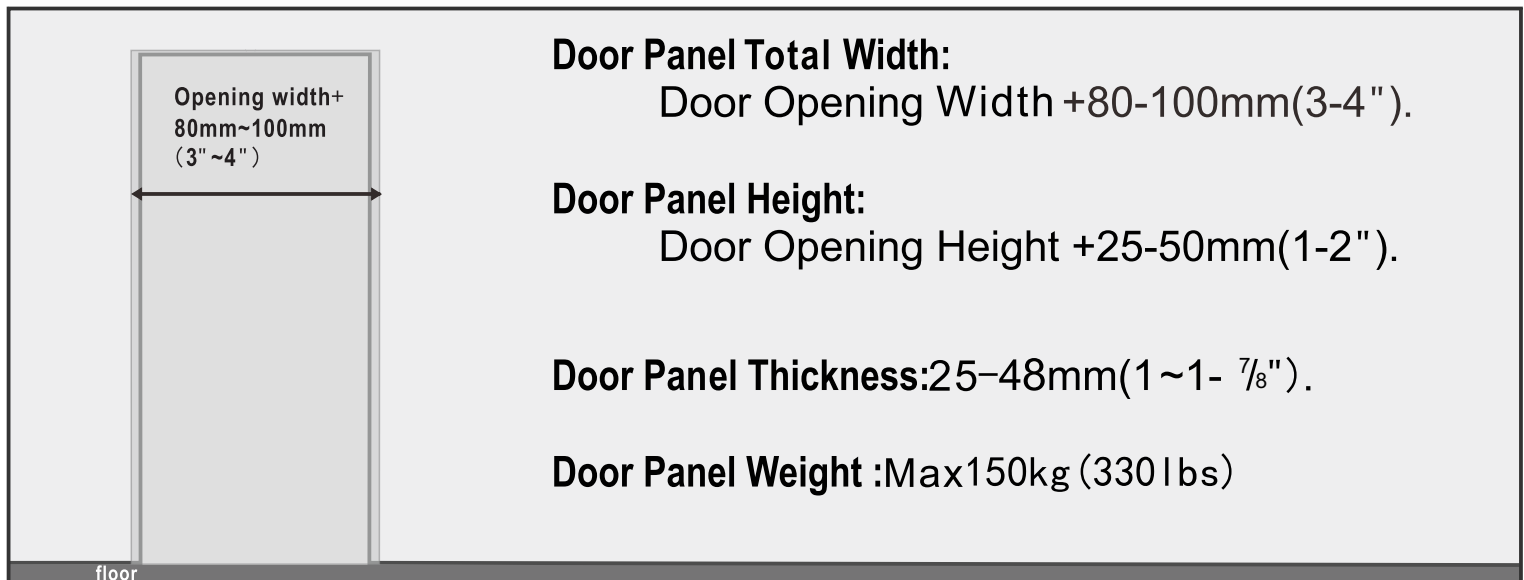 Opening width+
80mm~100mm
(3"~4")
Door Panel Total Width:
Door Opening Width +80-100mm(3-4").
Door Panel Height:
Door Opening Height +25-50mm(1-2").
Door Panel Thickness:25-48mm(1~1- ⅞").
Door Panel Weight :Max150kg(330lbs)
floor